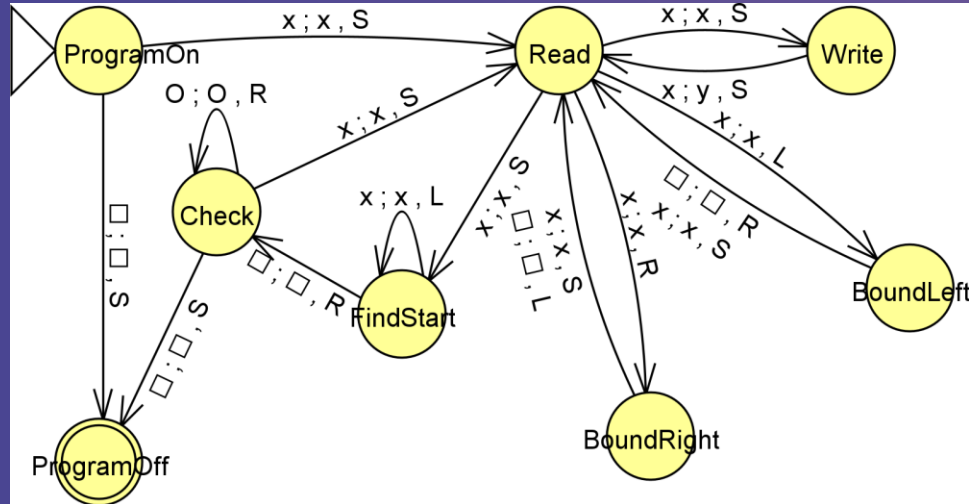 x ; x , S
x ; x , S
ProgramOn
Read
Write
O ; O , R
x ; y , S
x ; x , S
x ; x , L
□ ; □ , R
x ; x , S
Check
x ; x , L
x ; x , S
□ ; □ , S
□ ; □ , R
FindStart
x ; x , S
□ ; □ , L
x ; x , R
BoundLeft
□ ; □ , S
BoundRight
ProgramOff